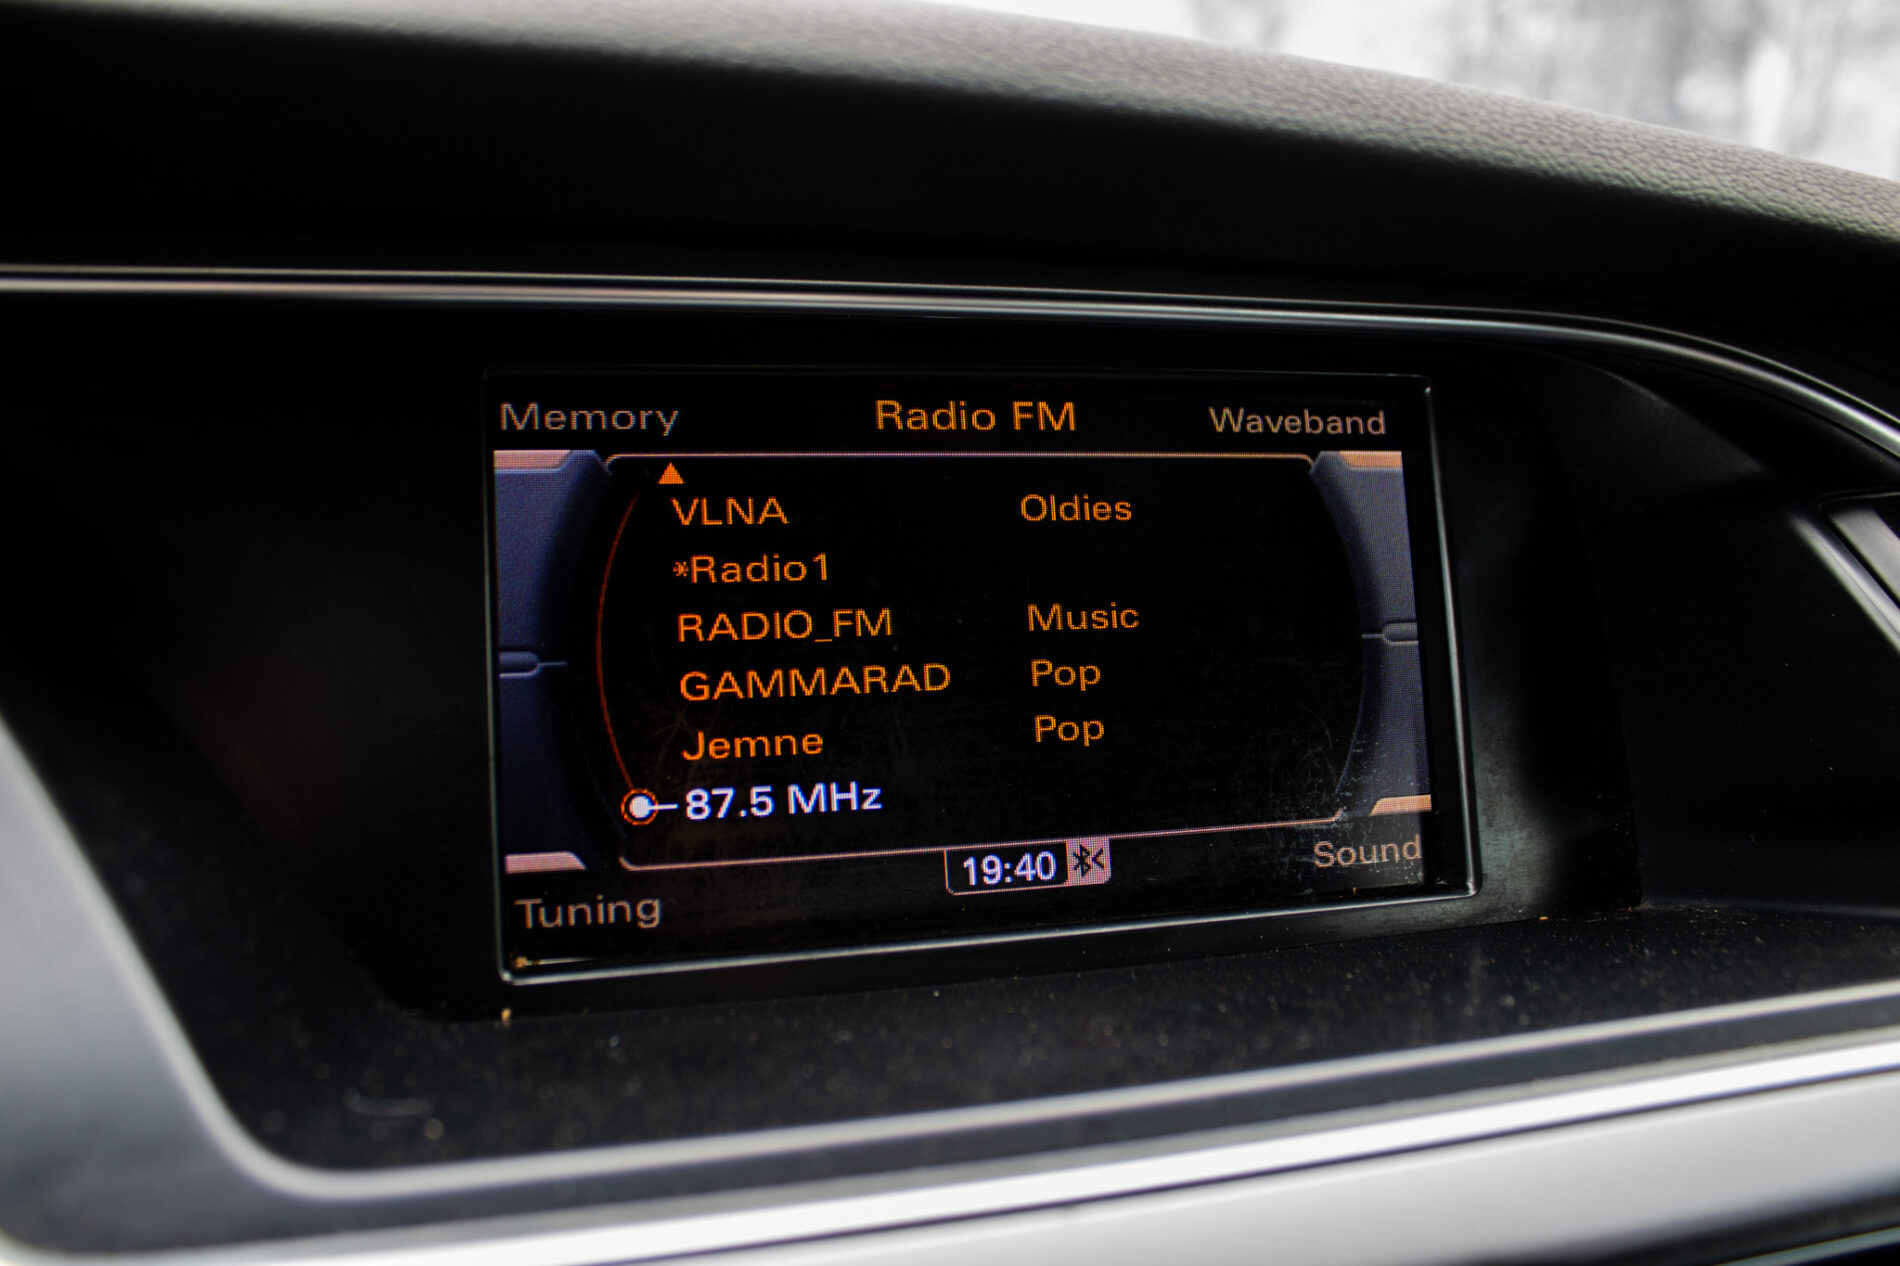 Memory Radio FM Waveband
VLNA Oldies
*Radio1
RADIO_FM Music
GAMMARAD Pop
Jemne Pop
87.5 MHz
19:40
Sound
Tuning